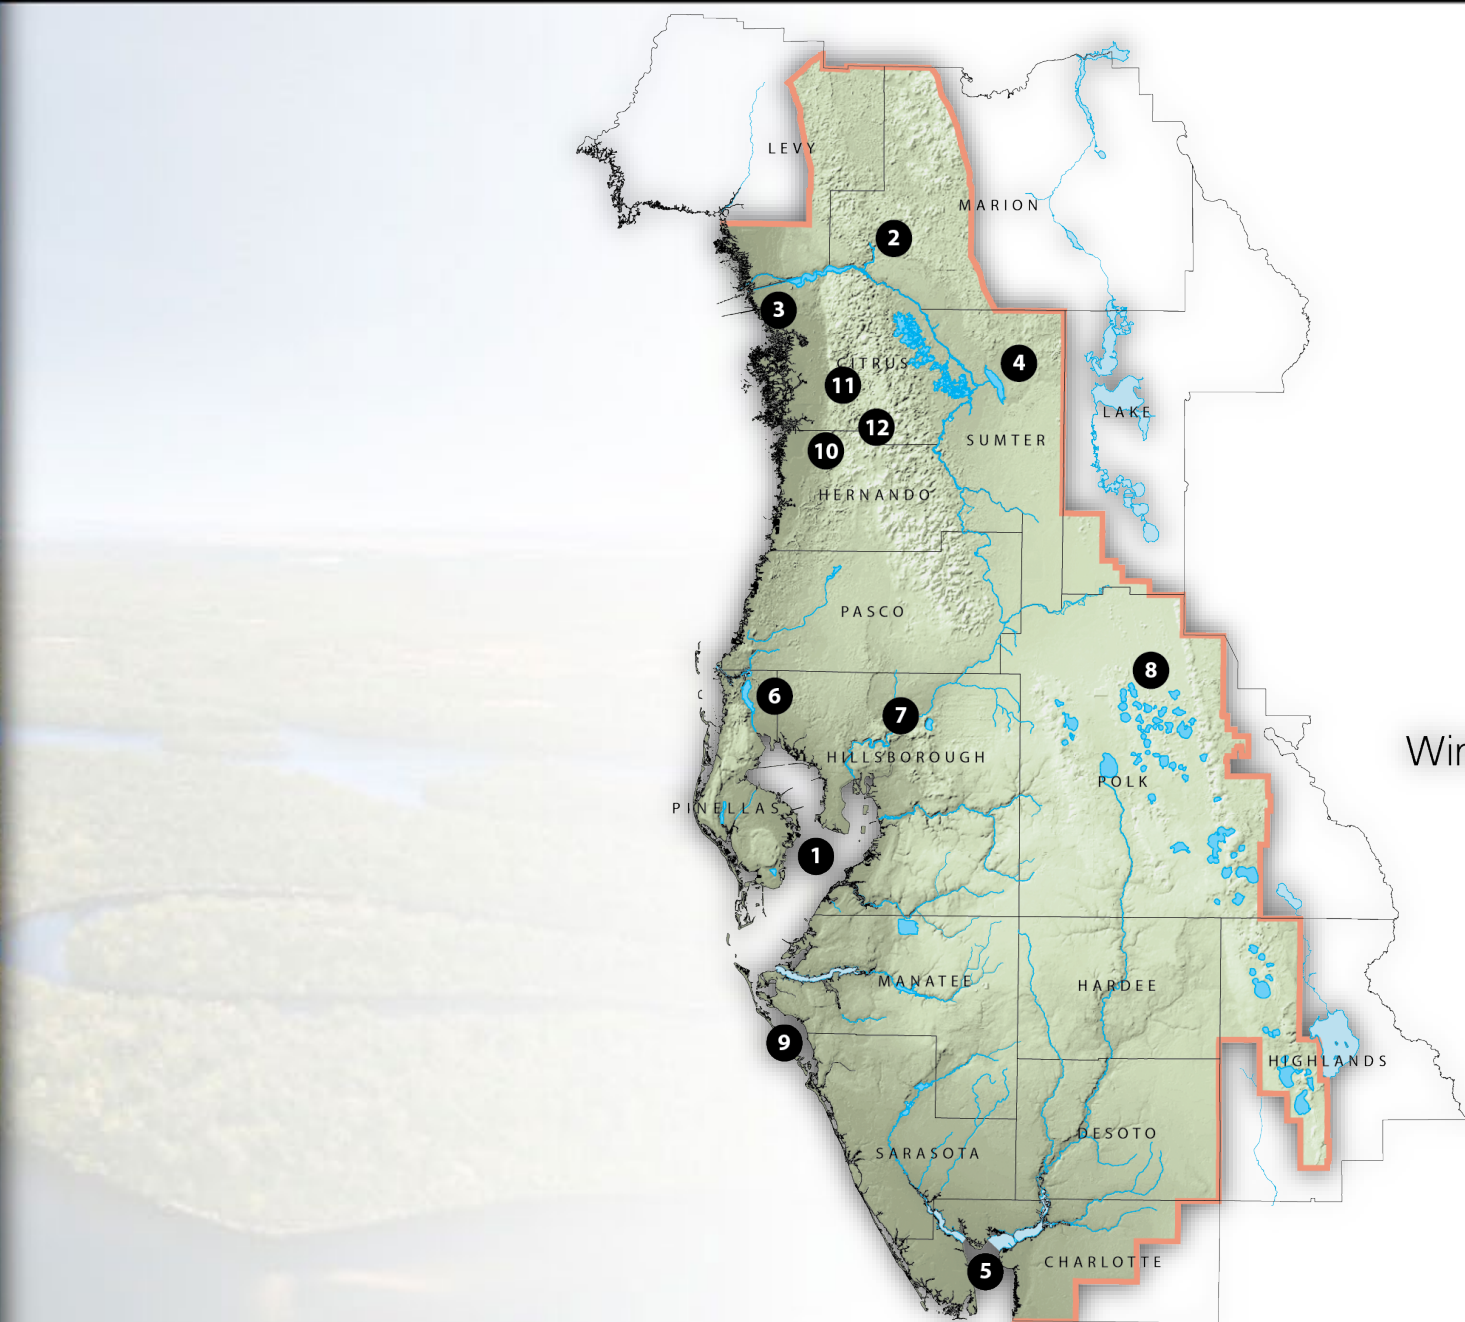 LEVY
MARION
2
3
CITRUS
4
11
LAKE
12
SUMTER
10
HERNANDO
PASCO
8
6
7
Wir
HILLSBOROUGH
POLK
PINELLAS
1
MANATEE
HARDEE
9
HIGHLANDS
DESOTO
SARASOTA
CHARLOTTE
5